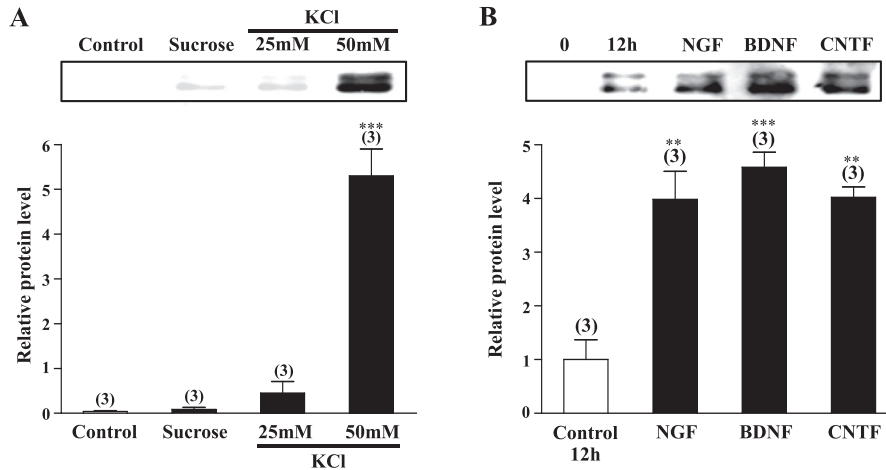 A
KCl
Control Sucrose 25mM 50mM
***
(3)
6
5
4
3
2
1
0
Relative protein level
(3)
(3)
(3)
Control Sucrose 25mM 50mM
KCl
B
0 12h NGF BDNF CNTF
***
(3)
**
(3)
**
(3)
5
4
3
2
1
0
Relative protein level
(3)
Control
12h
NGF BDNF CNTF